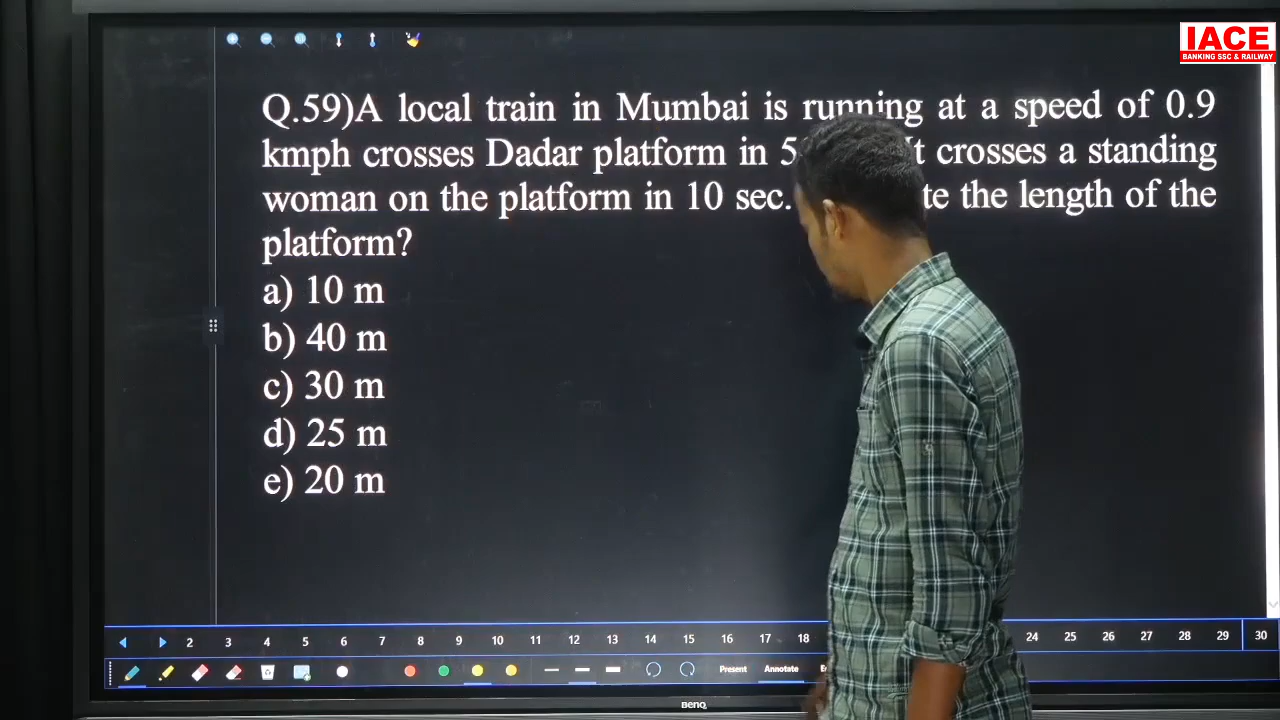 IACE
BANKING SSC & RAILWAY
Q.59)A local train in Mumbai is running at a speed of 0.9
kmph crosses Dadar platform in 5 crosses a standing
woman on the platform in 10 sec. the length of the
platform?
a) 10 m
b) 40 m
c) 30 m
d) 25 m
e) 20 m
2 3 4 5 6 7 8 9 10 11 12 13 14 15 16 17 18 24 25 26 27 28 29 30
Present Annotate
BenQ